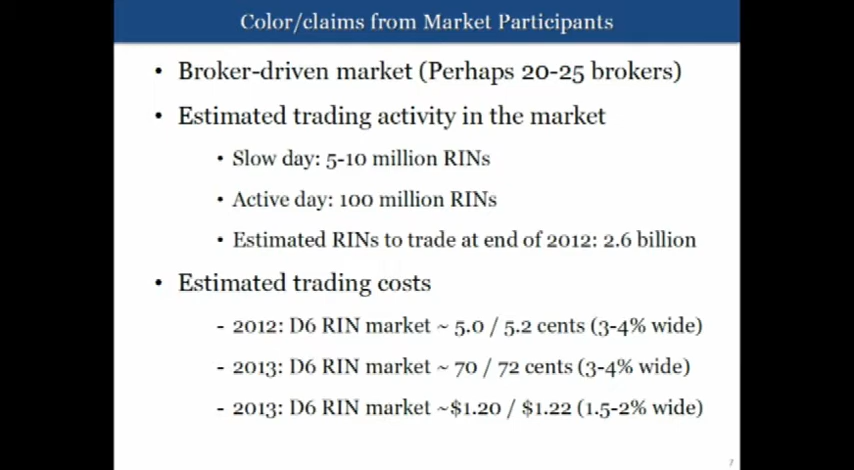 Color/claims from Market Participants
• Broker-driven market (Perhaps 20-25 brokers)
• Estimated trading activity in the market
• Slow day: 5-10 million RINs
• Active day: 100 million RINs
• Estimated RINs to trade at end of 2012: 2.6 billion
• Estimated trading costs
- 2012: D6 RIN market ~ 5.0 / 5.2 cents (3-4% wide)
- 2013: D6 RIN market ~ 70 / 72 cents (3-4% wide)
- 2013: D6 RIN market ~$1.20 / $1.22 (1.5-2% wide)
7